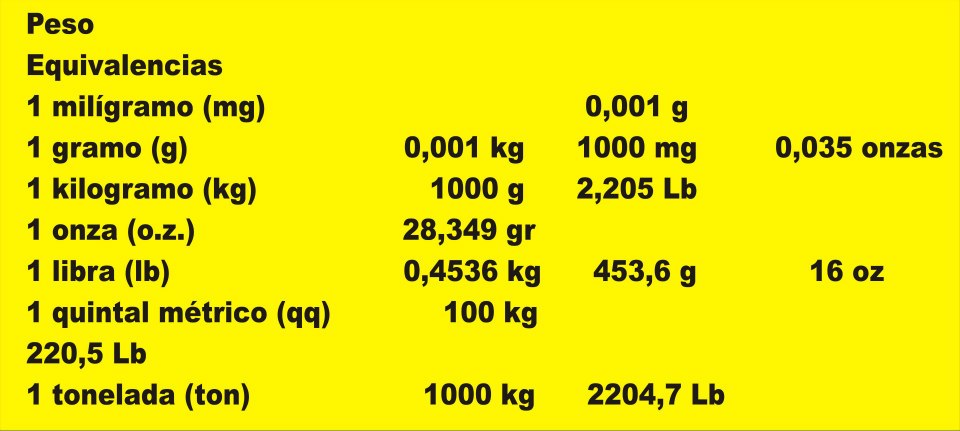 Peso
Equivalencias
1 milígramo (mg) 0,001 g
1 gramo (g) 0,001 kg 1000 mg 0,035 onzas
1 kilogramo (kg) 1000 g 2,205 Lb
1 onza (o.z.) 28,349 gr
1 libra (lb) 0,4536 kg 453,6 g 16 oz
1 quintal métrico (qq) 100 kg
220,5 Lb
1 tonelada (ton) 1000 kg 2204,7 Lb